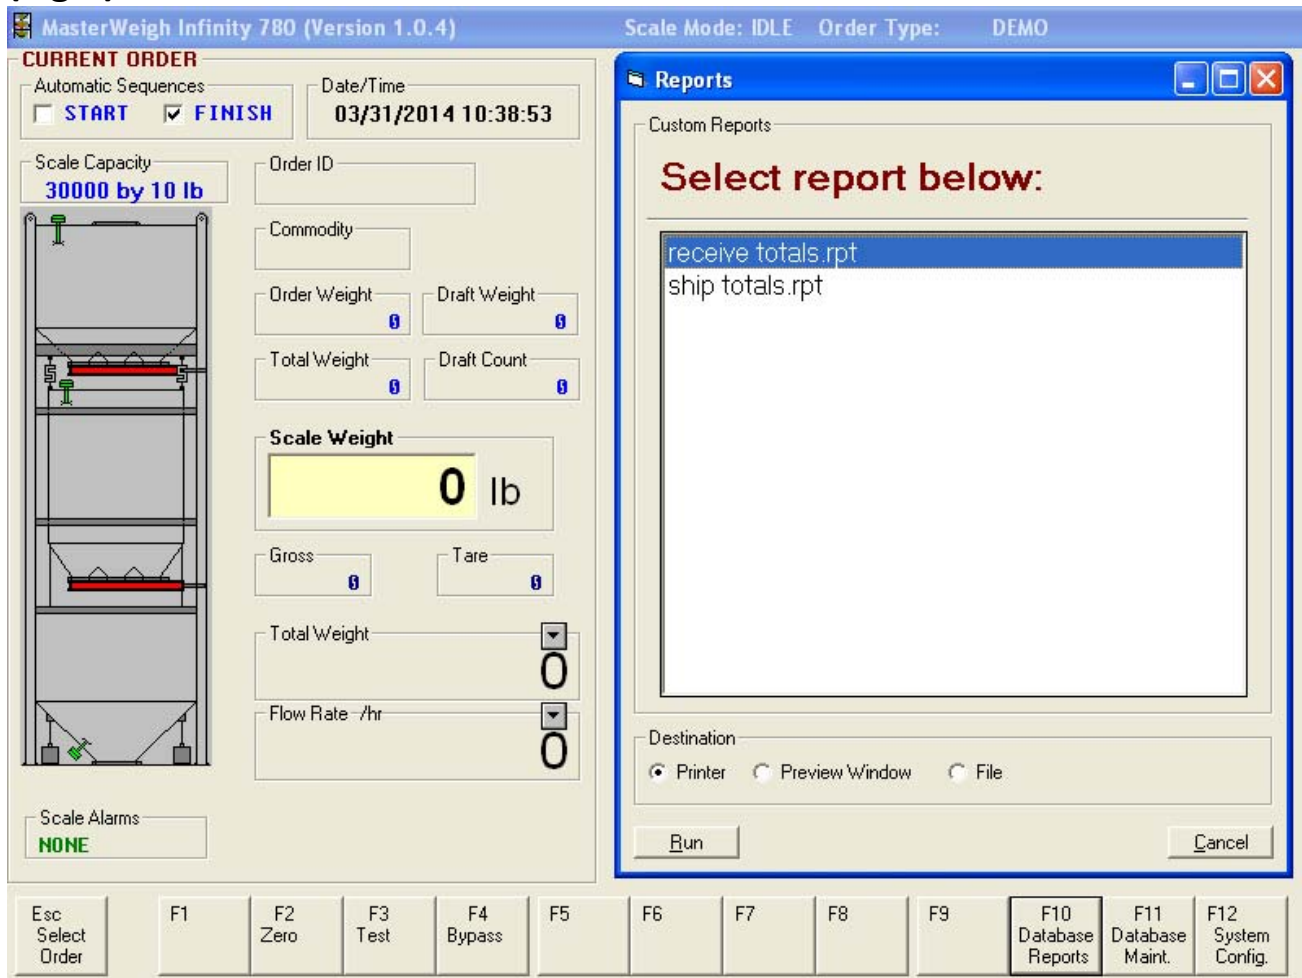 MasterWeigh Infinity 780 (Version 1.0.4) Scale Mode: IDLE Order Type: DEMO
CURRENT ORDER
Automatic Sequences
START FINISH
Date/Time
03/31/2014 10:38:53
Scale Capacity
30000 by 10 lb
Order ID
Commodity
Order Weight
0
Draft Weight
0
Total Weight
0
Draft Count
0
Scale Weight
0 lb
Gross
0
Tare
0
Total Weight
0
Flow Rate /hr
0
Scale Alarms
NONE
Reports
Custom Reports
Select report below:
receive totals.rpt
ship totals.rpt
Destination
Printer Preview Window File
Run Cancel
Esc
Select
Order
F1
F2
Zero
F3
Test
F4
Bypass
F5
F6
F7
F8
F9
F10
Database
Reports
F11
Database
Maint.
F12
System
Config.